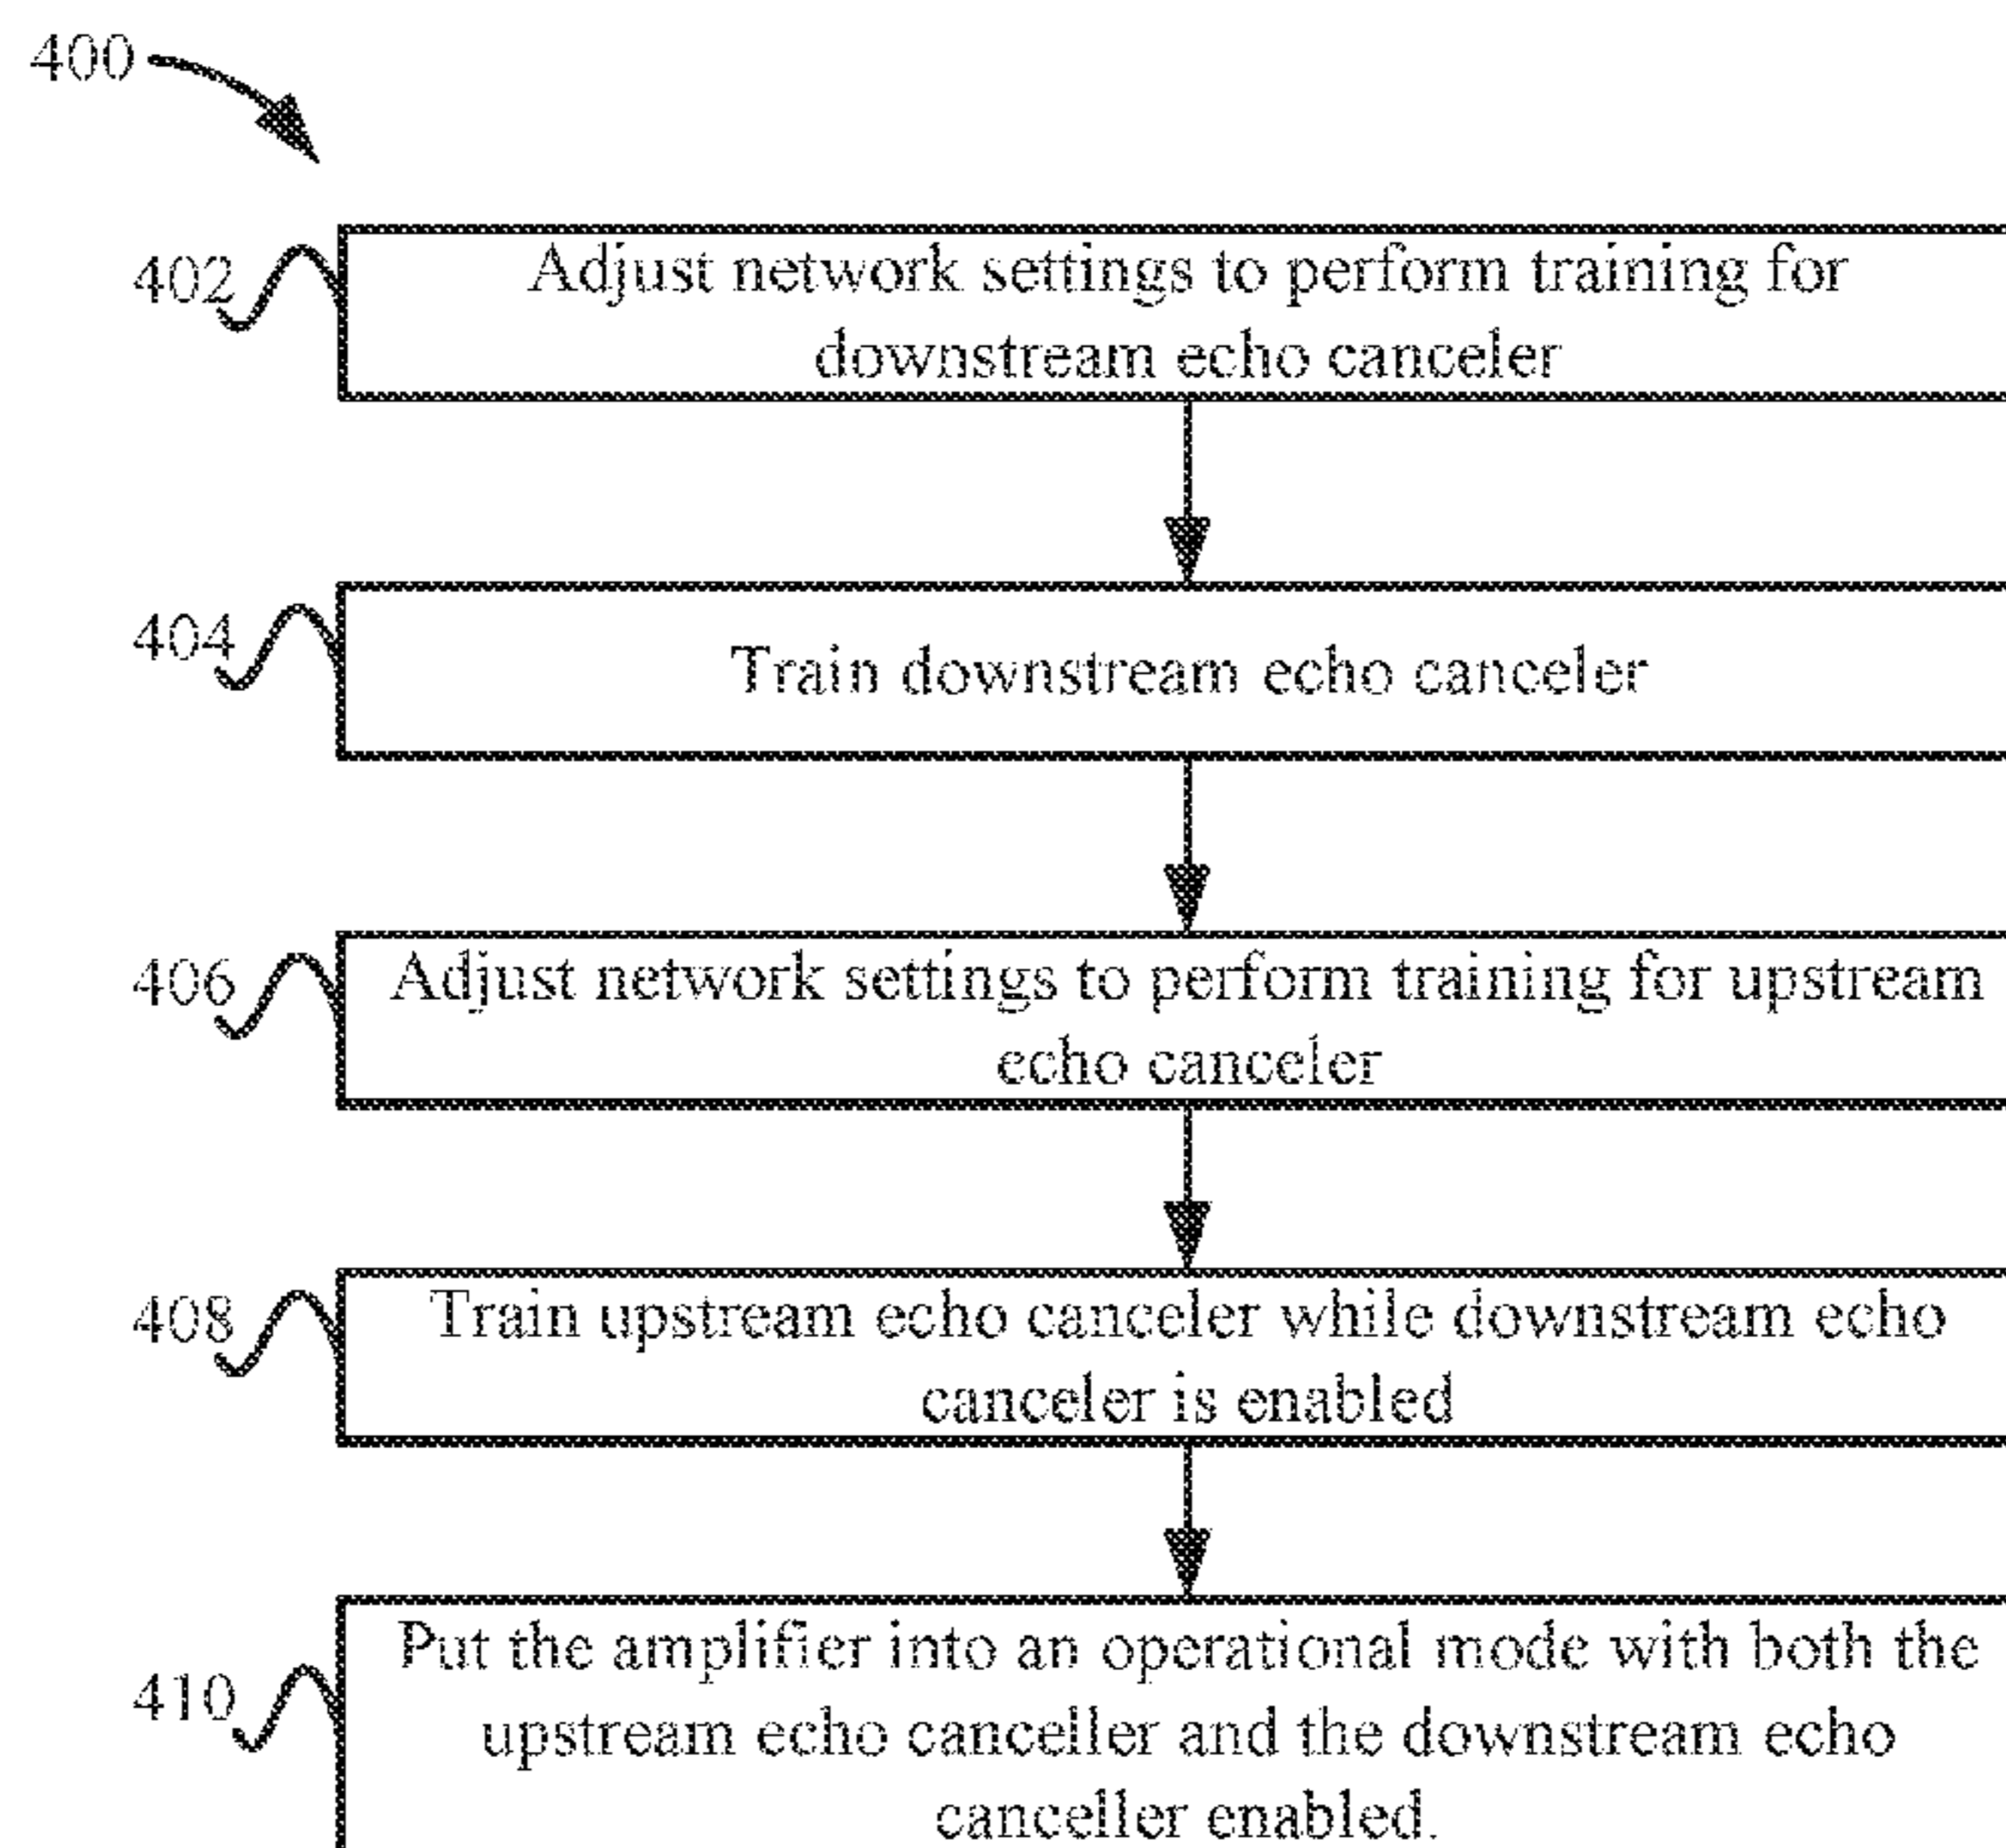 400
402
Adjust network settings to perform training for
downstream echo canceler
404
Train downstream echo canceler
406
Adjust network settings to perform training for upstream
echo canceler
408
Train upstream echo canceler while downstream echo
canceler is enabled
410
Put the amplifier into an operational mode with both the
upstream echo canceller and the downstream echo
canceller enabled.